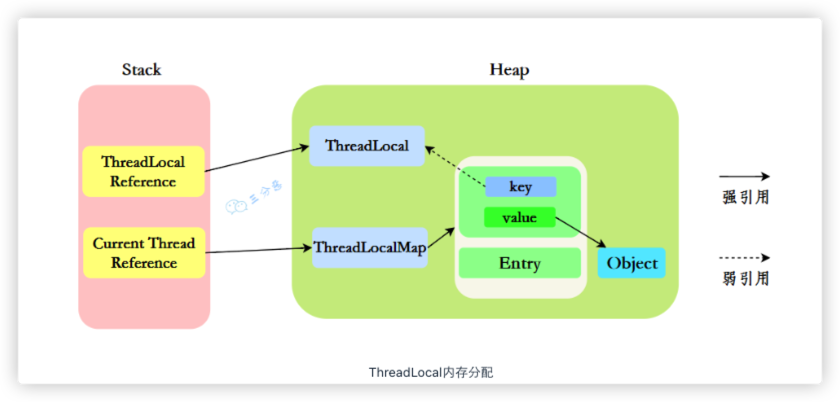 Stack
Heap
ThreadLocal
Reference
Current Thread
Reference
ThreadLocal
ThreadLocalMap
key
value
Entry
Object
强引用
弱引用
三分恶
ThreadLocal内存分配